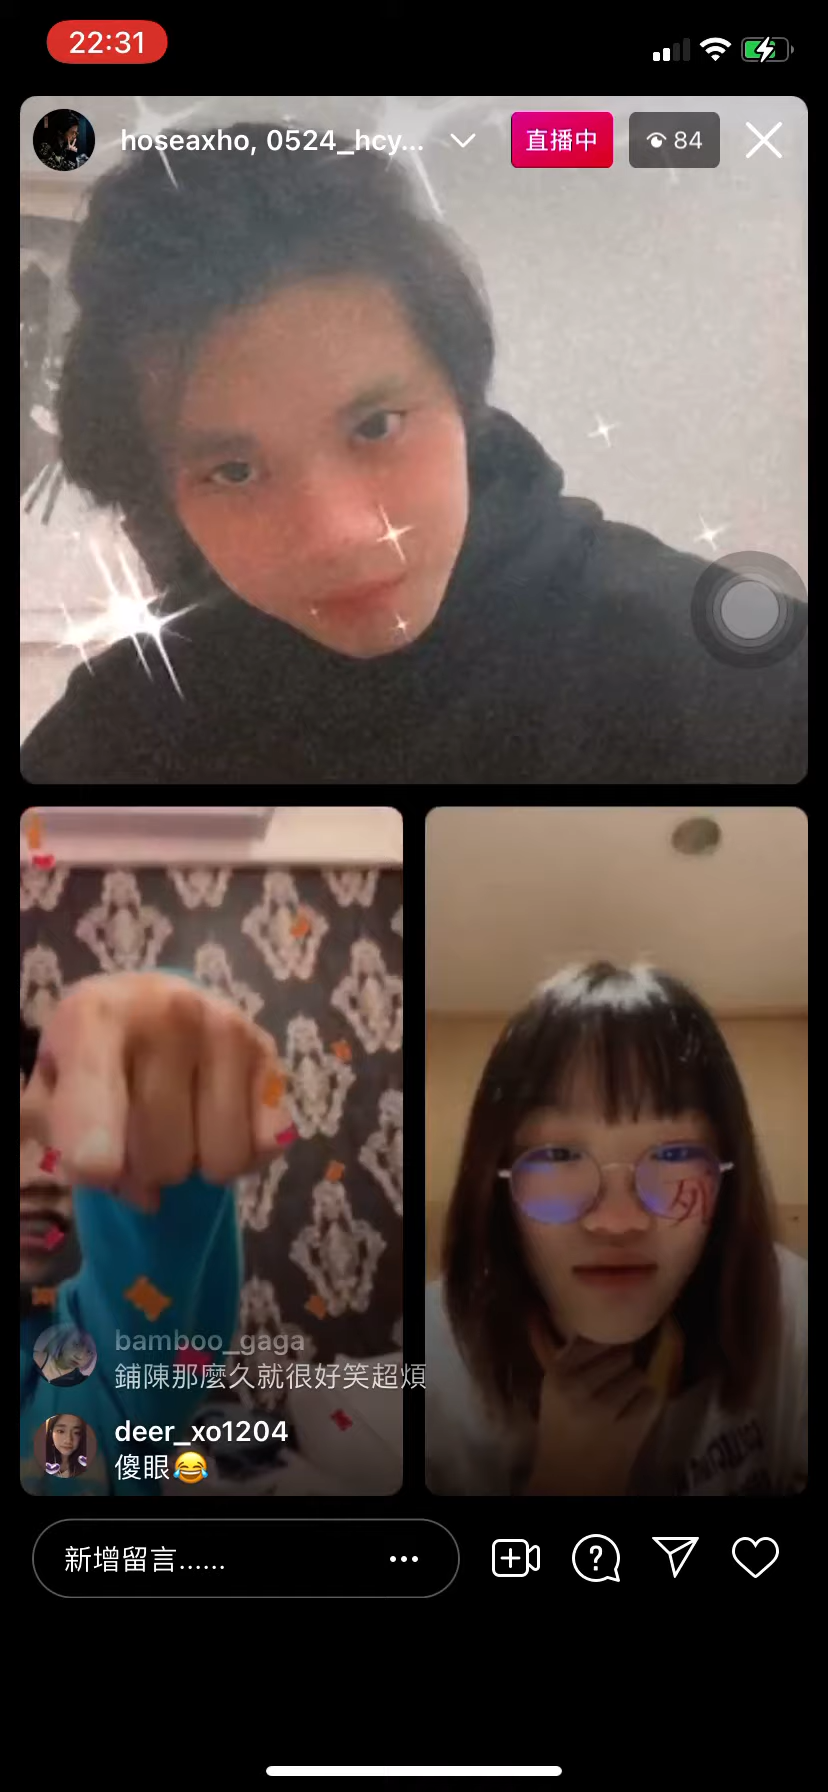 22:31
hoseaxho, 0524_hcy...
直播中
84
列
bamboo_gaga
鋪陳那麼久就很好笑超煩
deer_xo1204
傻眼😂
新增留言......